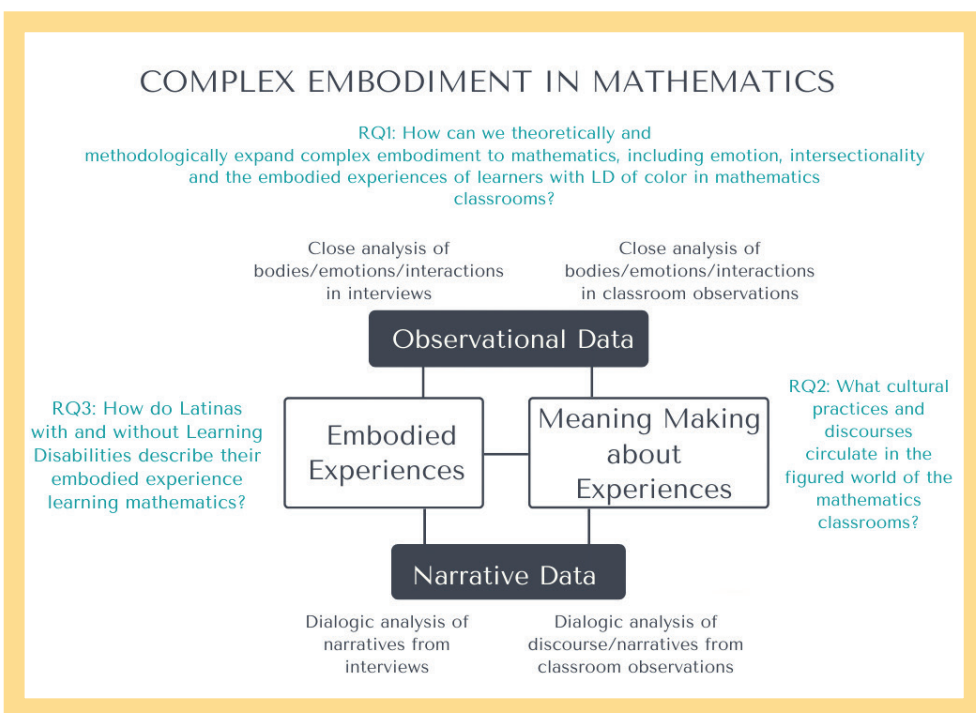 COMPLEX EMBODIMENT IN MATHEMATICS
RQ1: How can we theoretically and
methodologically expand complex embodiment to mathematics, including emotion, intersectionality
and the embodied experiences of learners with LD of color in mathematics
classrooms?
Close analysis of
bodies/emotions/interactions
in interviews
Close analysis of
bodies/emotions/interactions
in classroom observations
Observational Data
RQ3: How do Latinas
with and without Learning
Disabilities describe their
embodied experience
learning mathematics?
Embodied
Experiences
Meaning Making
about
Experiences
RQ2: What cultural
practices and
discourses
circulate in the
figured world of the
mathematics
classrooms?
Narrative Data
Dialogic analysis of
narratives from
interviews
Dialogic analysis of
discourse/narratives from
classroom observations